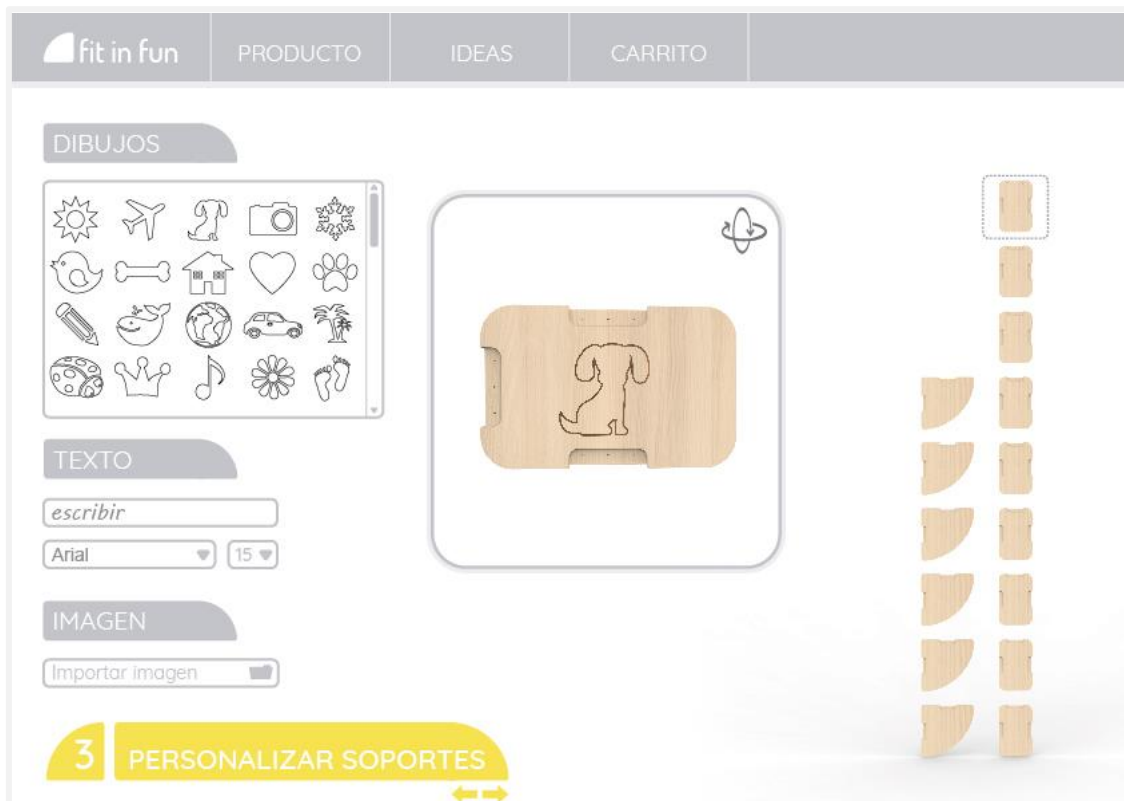 fit in fun
PRODUCTO
IDEAS
CARRITO
DIBUJOS
TEXTO
escribir
Arial
15
IMAGEN
Importar imagen
3 PERSONALIZAR SOPORTES